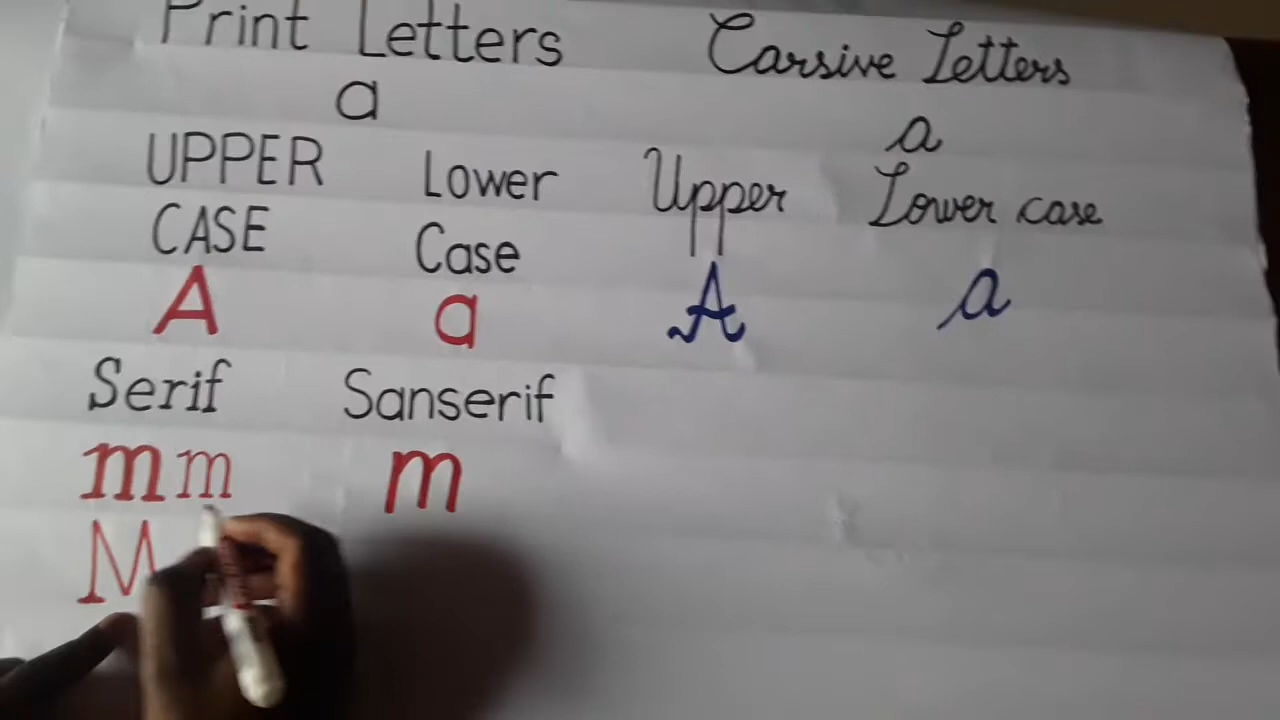 Print Letters Carsive Letters
a a
UPPER Lower Upper Lower case
CASE Case
A a A a
Serif Sanserif
m m m
M